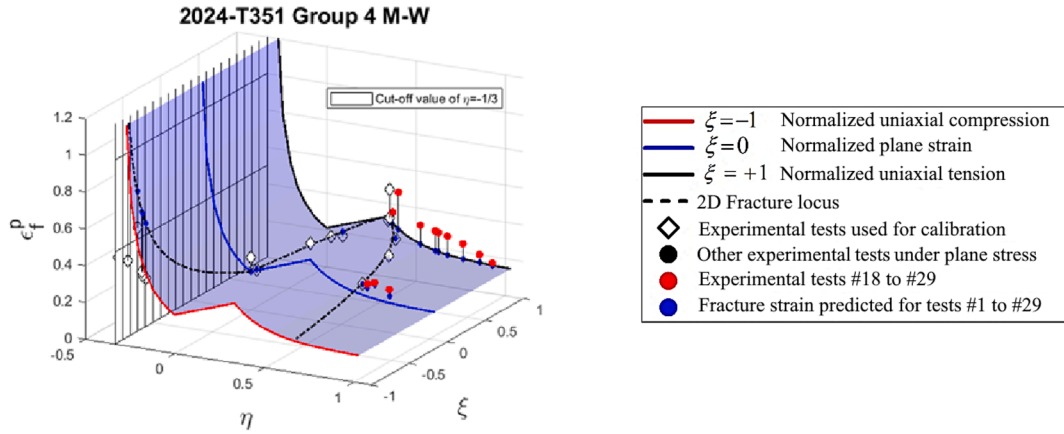 2024-T351 Group 4 M-W
Cut-off value of η=-1/3
1.2
1
0.8
0.6
0.4
0.2
0
ϵ_f^p
-0.5
0
0.5
1
η
-1
-0.5
0
0.5
1
ξ
ξ=−1 Normalized uniaxial compression
ξ=0 Normalized plane strain
ξ = +1 Normalized uniaxial tension
2D Fracture locus
Experimental tests used for calibration
Other experimental tests under plane stress
Experimental tests #18 to #29
Fracture strain predicted for tests #1 to #29